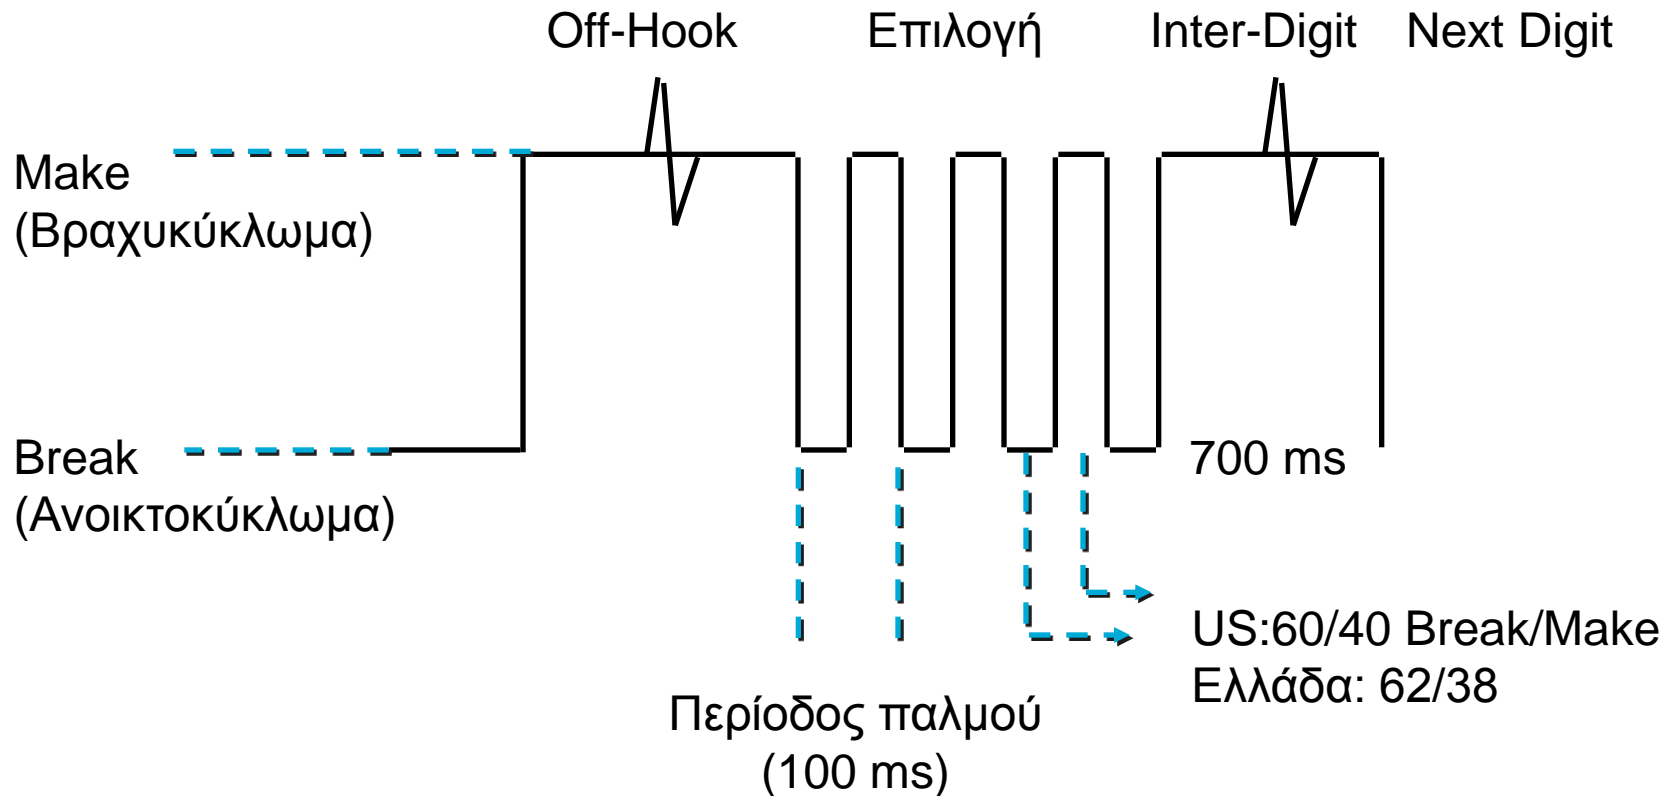 Off-Hook Επιλογή Inter-Digit Next Digit
Make
(Βραχυκύκλωμα)
Break
(Ανοικτοκύκλωμα)
700 ms
US:60/40 Break/Make
Ελλάδα: 62/38
Περίοδος παλμού
(100 ms)